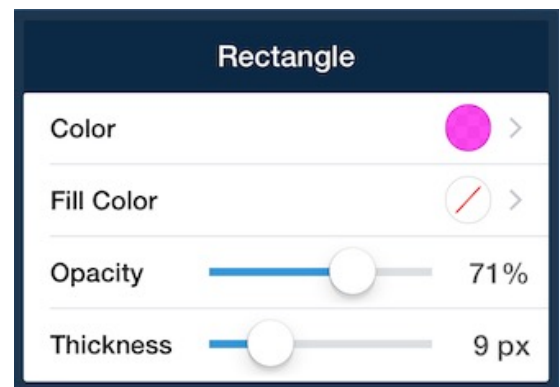 Rectangle
Color
Fill Color
Opacity 71%
Thickness 9 px